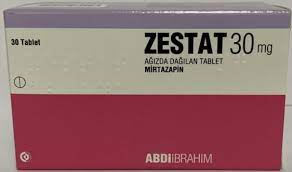 30 Tablet
ZESTAT 30 mg
AĞIZDA DAĞILAN TABLET
MİRTAZAPİN
ABDİİBRAHİM